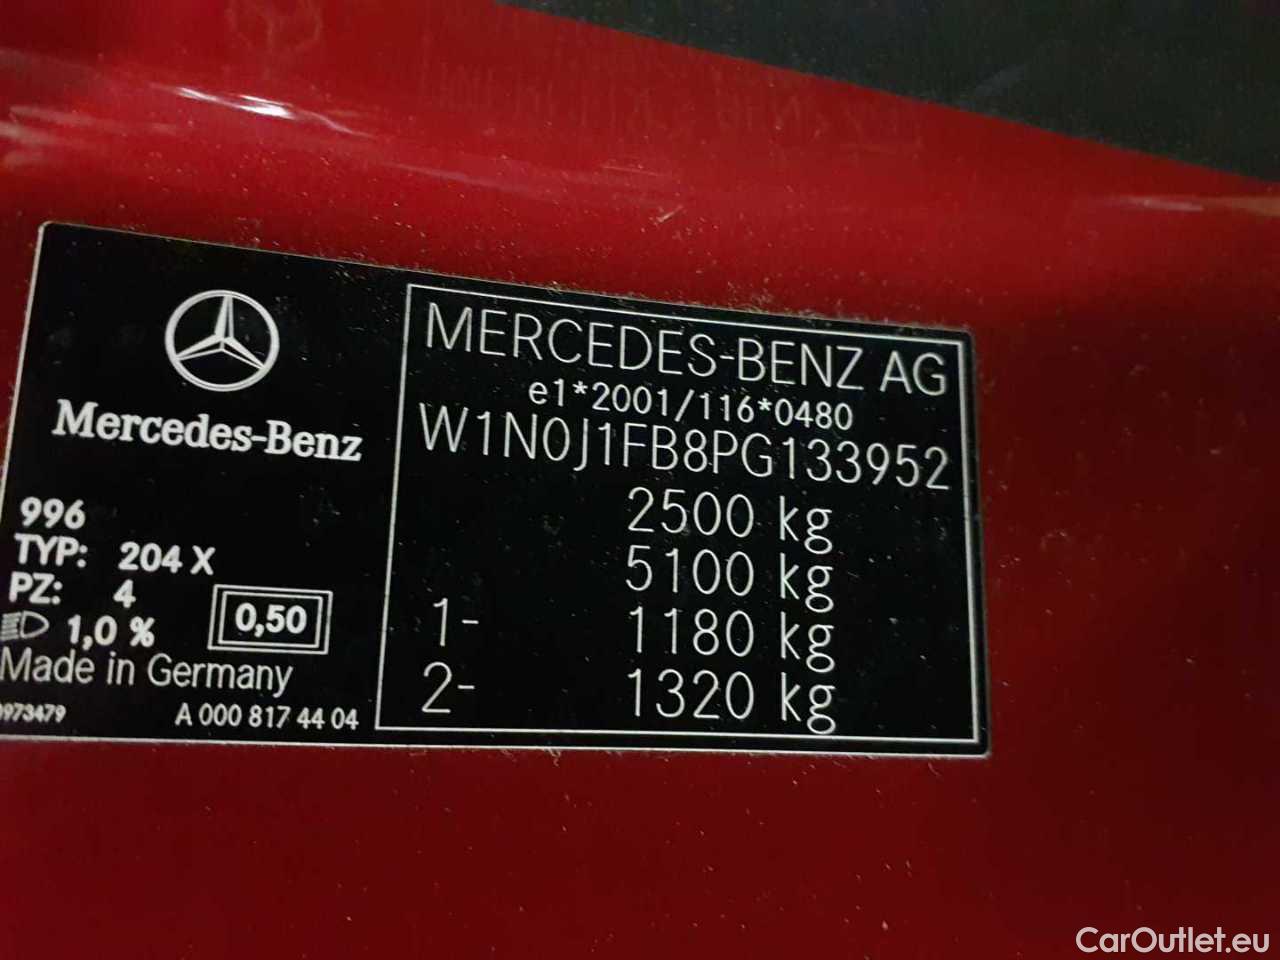 Mercedes-Benz
996
TYP: 204 X
PZ: 4
1,0 %
0,50
Made in Germany
973479
A 000 817 44 04
MERCEDES-BENZ AG
e1*2001/116*0480
W1N0J1FB8PG133952
2500 kg
5100 kg
1- 1180 kg
2- 1320 kg
CarOutlet.eu